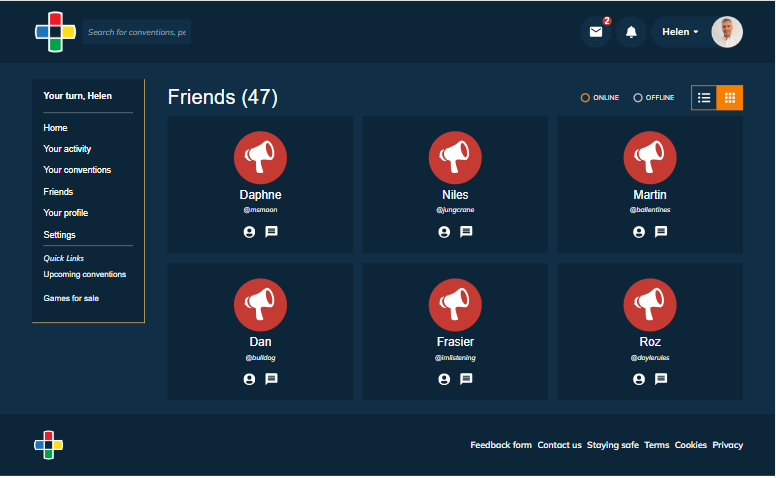 Search for conventions, pe
2
Helen
Your turn, Helen
Home
Your activity
Your conventions
Friends
Your profile
Settings
Quick Links
Upcoming conventions
Games for sale
Friends (47)
ONLINE
OFFLINE
Daphne
@msmoon
Niles
@jungcrane
Martin
@ballentines
Dan
@bulldog
Frasier
@imlistening
Roz
@doylerules
Feedback form Contact us Staying safe Terms Cookies Privacy